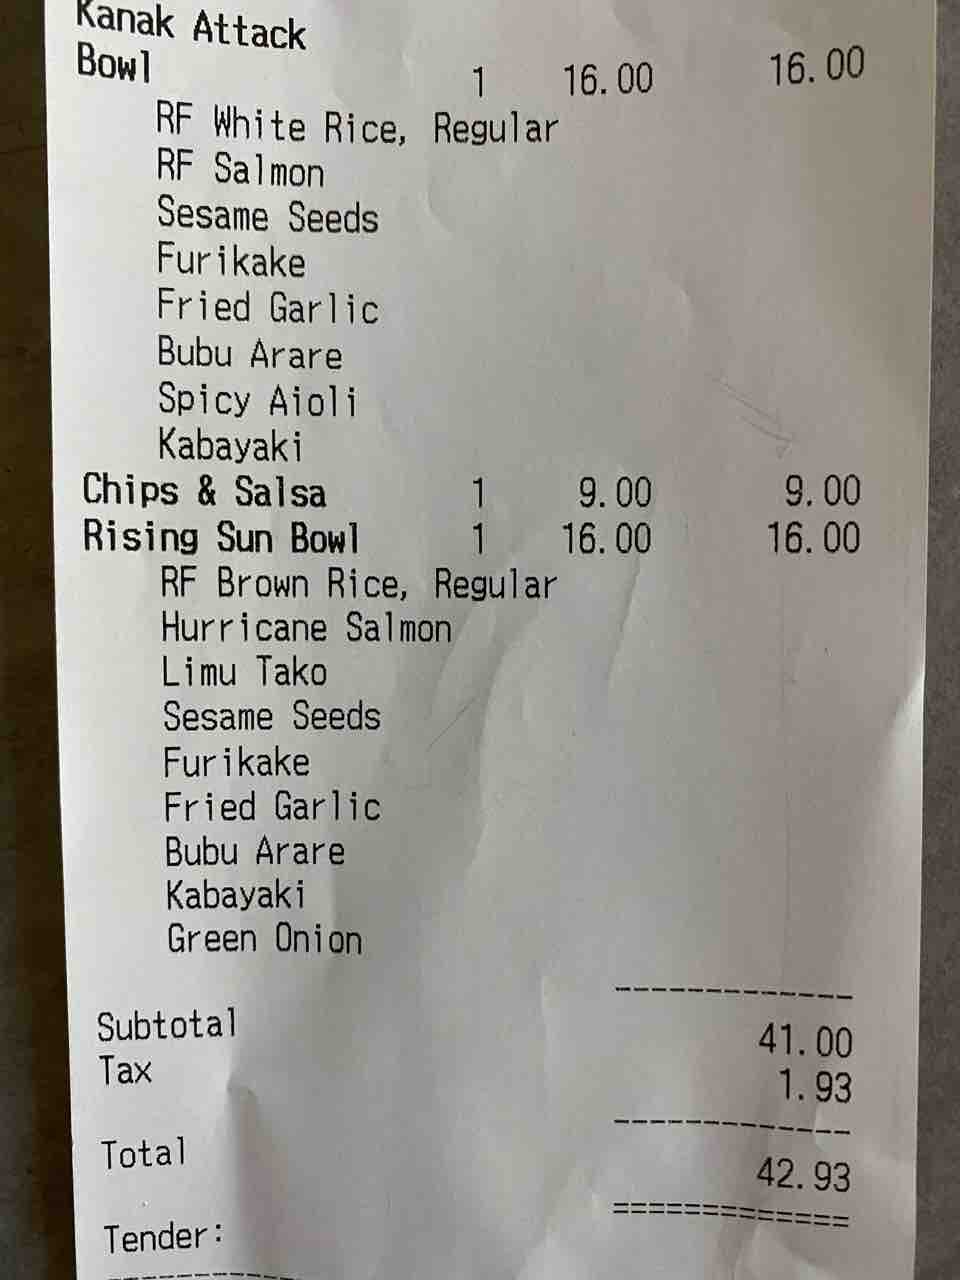 Kanak Attack
Bowl 1 16.00 16.00
RF White Rice, Regular
RF Salmon
Sesame Seeds
Furikake
Fried Garlic
Bubu Arare
Spicy Aioli
Kabayaki
Chips & Salsa 1 9.00 9.00
Rising Sun Bowl 1 16.00 16.00
RF Brown Rice, Regular
Hurricane Salmon
Limu Tako
Sesame Seeds
Furikake
Fried Garlic
Bubu Arare
Kabayaki
Green Onion
Subtotal 41.00
Tax 1.93
Total 42.93
Tender: